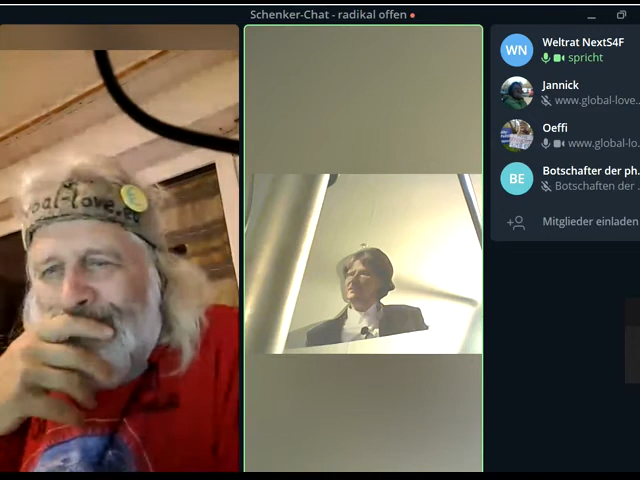 Schenker-Chat - radikal offen
WN
Weltrat NextS4F
spricht
Jannick
www.global-love...
Oeffi
www.global-lo...
BE
Botschafter der ph...
Botschaften der ...
Mitglieder einladen